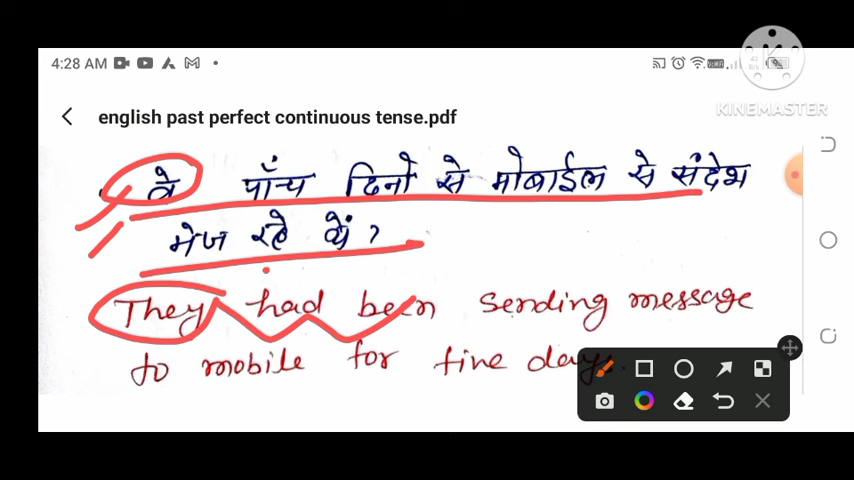 4:28 AM
KINEMASTER
english past perfect continuous tense.pdf
वे पाँच दिनों से मोबाईल से संदेश
भेज रहे थें ?
They had been sending message
to mobile for five days.